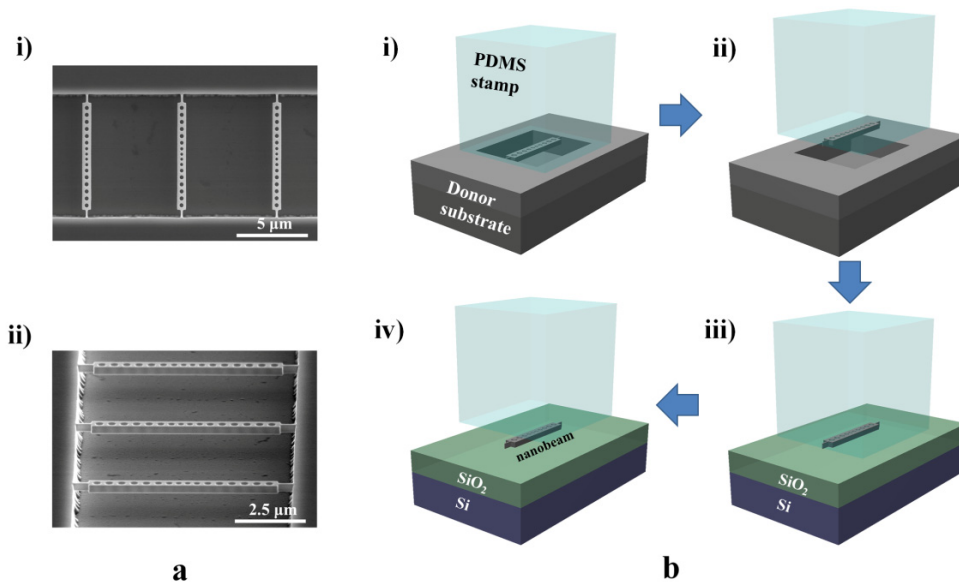 i)
5 µm
ii)
2.5 µm
a
i)
PDMS
stamp
Donor
substrate
ii)
iv)
nanobeam
SiO₂
Si
iii)
SiO₂
Si
b